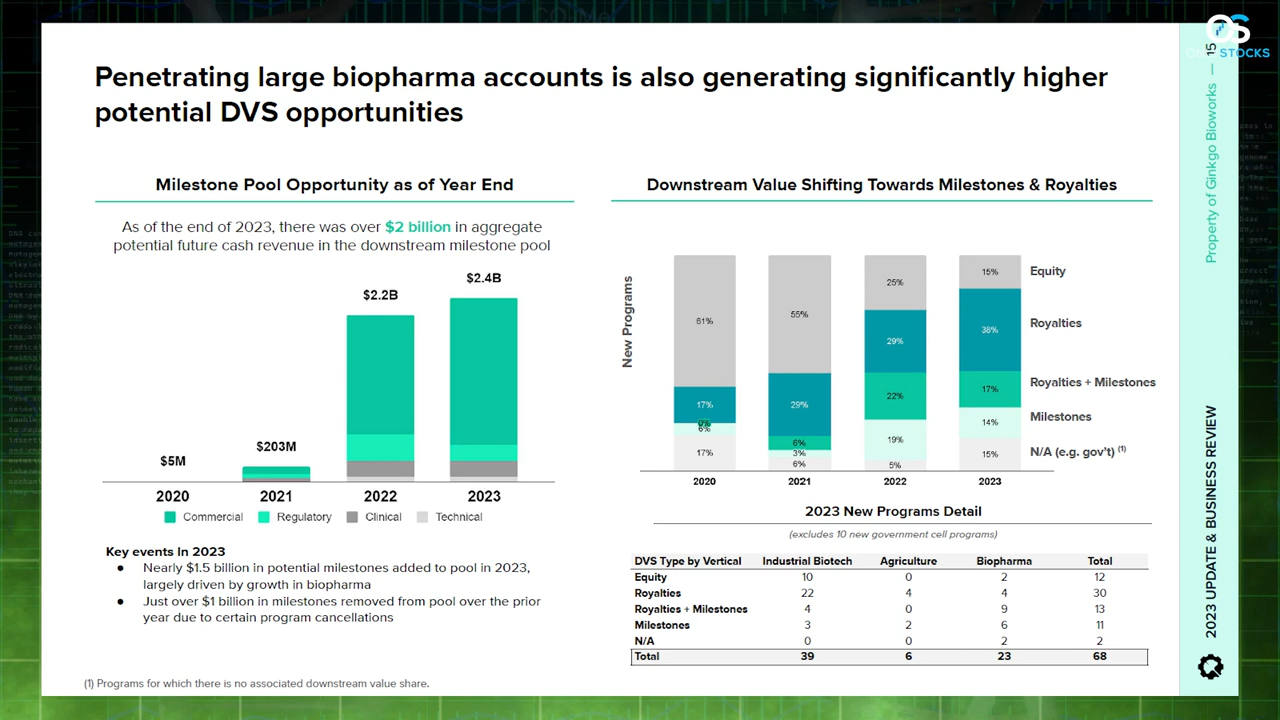 Penetrating large biopharma accounts is also generating significantly higher
potential DVS opportunities
Milestone Pool Opportunity as of Year End
As of the end of 2023, there was over $2 billion in aggregate
potential future cash revenue in the downstream milestone pool
$5M
$203M
$2.2B
$2.4B
2020 2021 2022 2023
Commercial Regulatory Clinical Technical
Key events in 2023
● Nearly $1.5 billion in potential milestones added to pool in 2023,
largely driven by growth in biopharma
● Just over $1 billion in milestones removed from pool over the prior
year due to certain program cancellations
(1) Programs for which there is no associated downstream value share.
Downstream Value Shifting Towards Milestones & Royalties
New Programs
61% 55% 25% 15% Equity
17% 29% 29% 38% Royalties
0% 6% 22% 17% Royalties + Milestones
6% 3% 19% 14% Milestones
17% 6% 5% 15% N/A (e.g. gov't) (1)
2020 2021 2022 2023
2023 New Programs Detail
(excludes 10 new government cell programs)
DVS Type by Vertical Industrial Biotech Agriculture Biopharma Total
Equity 10 0 2 12
Royalties 22 4 4 30
Royalties + Milestones 4 0 9 13
Milestones 3 2 6 11
N/A 0 0 2 2
Total 39 6 23 68
Property of Ginkgo Bioworks — 15
2023 UPDATE & BUSINESS REVIEW
OS
STOCKS